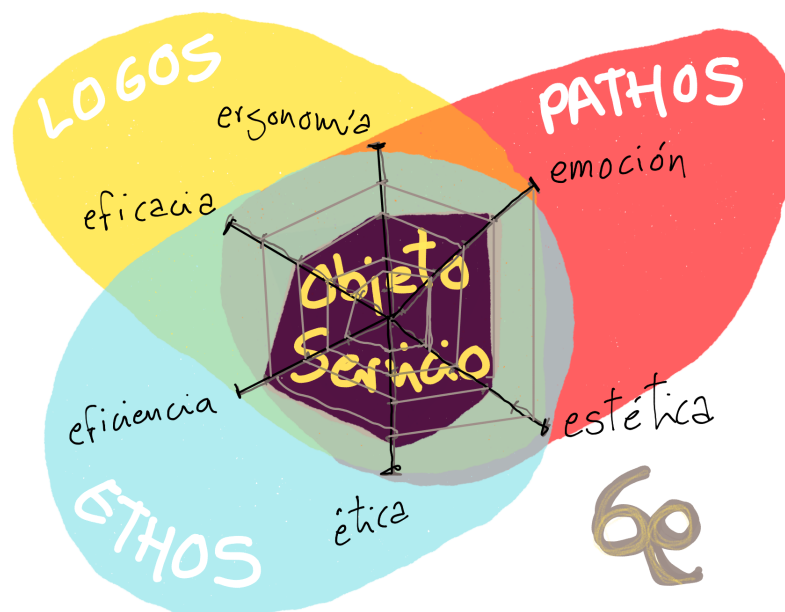 LOGOS
PATHOS
ergonomía
emoción
eficacia
Objeto
Servicio
eficiencia
estética
ética
ETHOS
6e